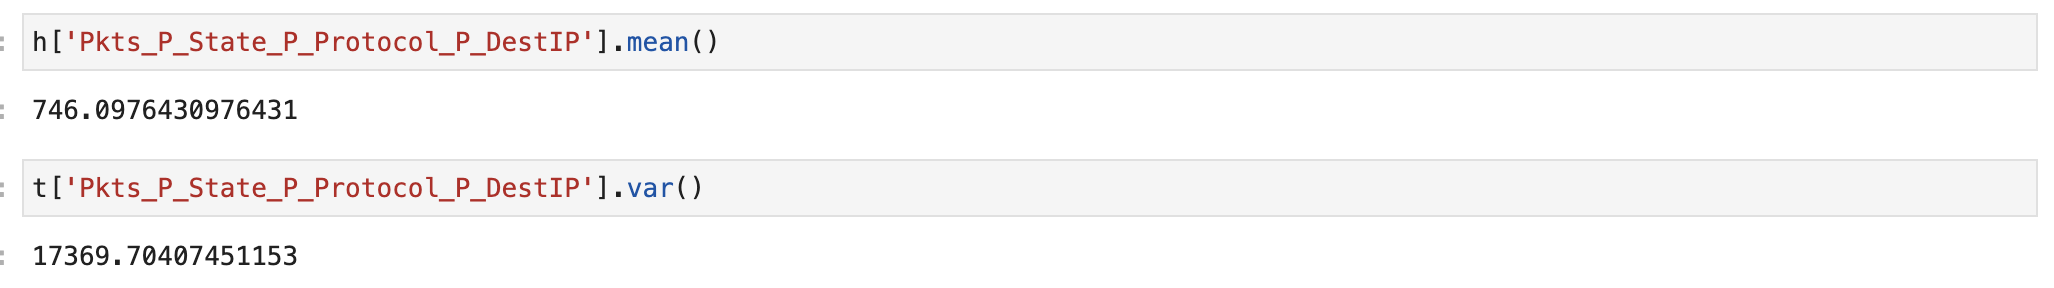 h['Pkts_P_State_P_Protocol_P_DestIP'].mean()
746.0976430976431
t['Pkts_P_State_P_Protocol_P_DestIP'].var()
17369.70407451153